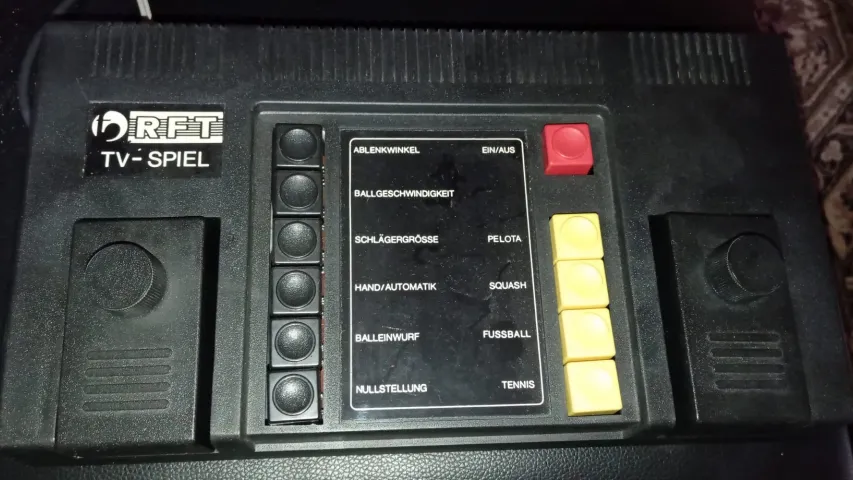 RFT
TV-SPIEL
ABLENKWINKEL
EIN/AUS
BALLGESCHWINDIGKEIT
SCHLÄGERGRÖSSE
PELOTA
HAND/AUTOMATIK
SQUASH
BALLEINWURF
FUSSBALL
NULLSTELLUNG
TENNIS